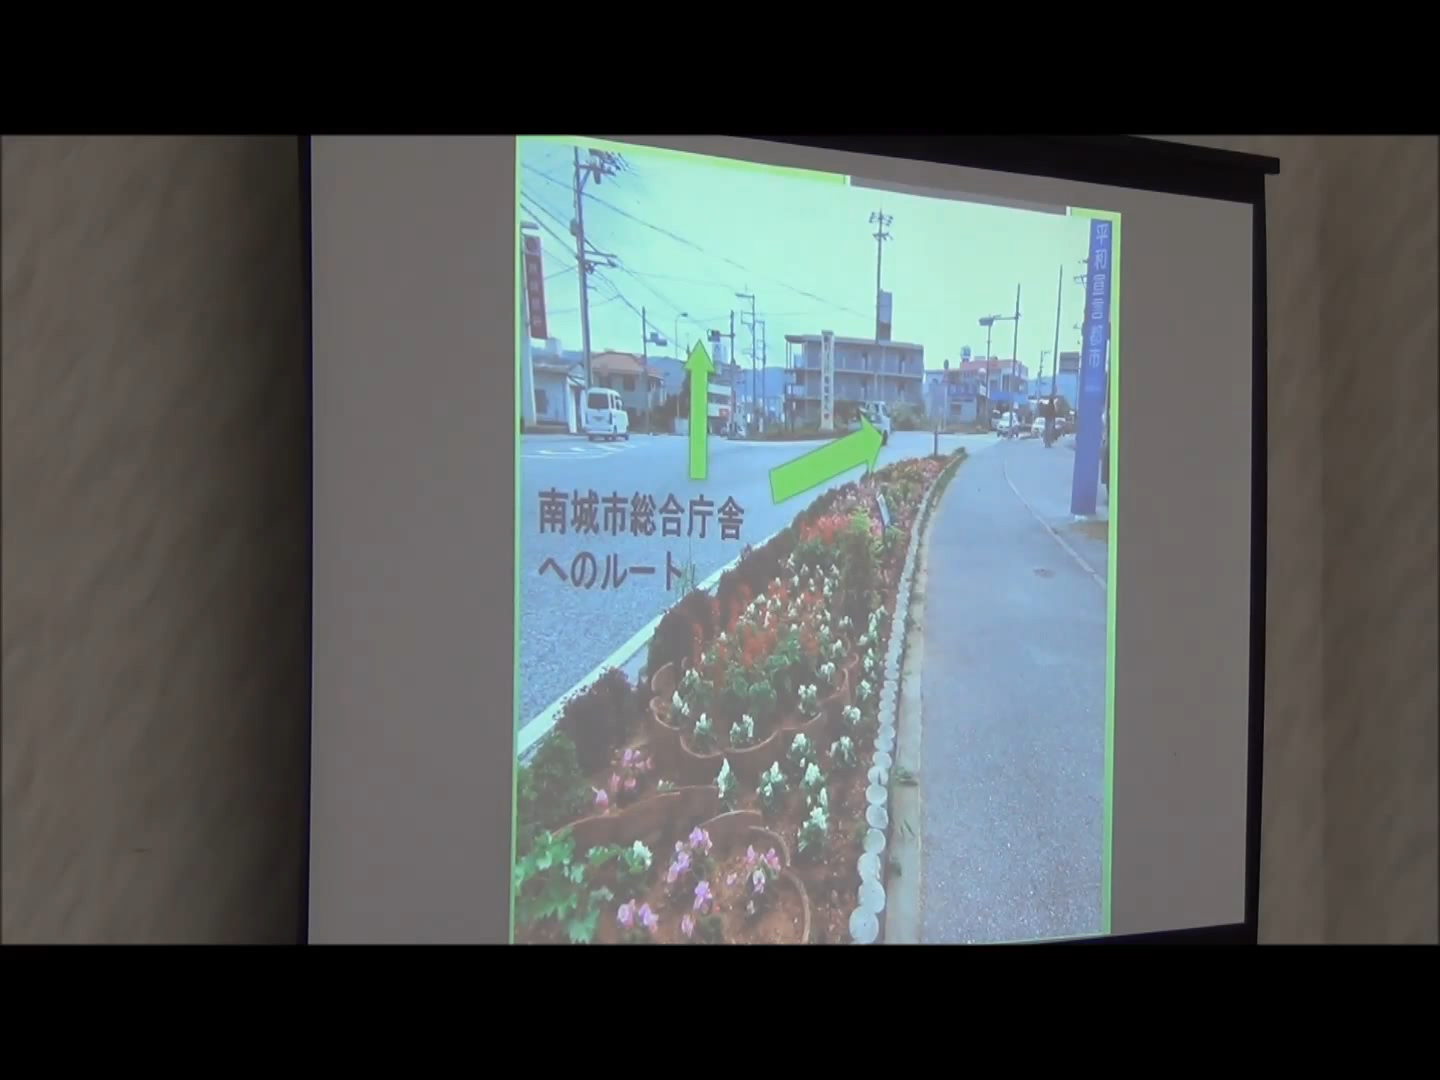 平和宣言都市
南城市総合庁舎
へのルート